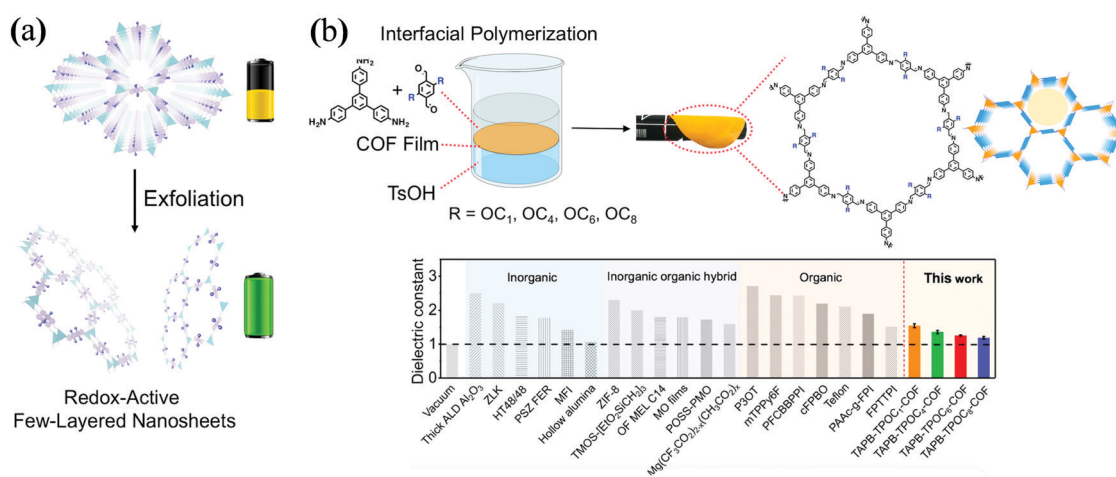 (a)
Exfoliation
Redox-Active
Few-Layered Nanosheets
(b)
Interfacial Polymerization
NH₂
H₂N
NH₂
+
R
O
O
R
COF Film
TsOH
R = OC₁, OC₄, OC₆, OC₈
Dielectric constant
3
2
1
0
Inorganic
Inorganic organic hybrid
Organic
This work
Vacuum
Thick ALD Al₂O₃
ZLK
HT48/48
PSZ FER
MFI
Hollow alumina
ZIF-8
TMOS-[EtO₂SiCH₂]₃
OF MEL C14
MO films
POSS-PMO
Mg(CF₃CO₂)₂₋ₓ(CH₃CO₂)ₓ
P3OT
mTPPy6F
PFCBBPPI
cFPBO
Teflon
PAAc-g-FPI
FPTTPI
TAPB-TPOC₁-COF
TAPB-TPOC₄-COF
TAPB-TPOC₆-COF
TAPB-TPOC₈-COF